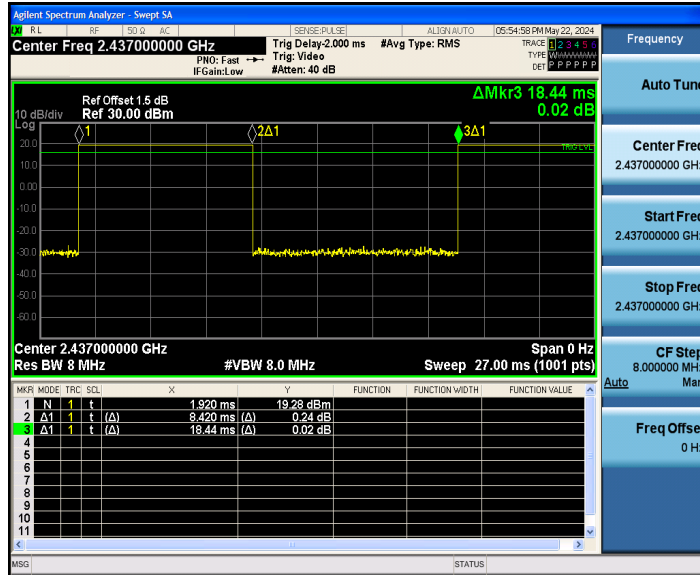 Agilent Spectrum Analyzer - Swept SA
LXI RL RF 50 Ω AC SENSE:PULSE ALIGN AUTO 05:54:58 PM May 22, 2024
Center Freq 2.437000000 GHz
PNO: Fast
IFGain:Low
Trig Delay-2.000 ms
Trig: Video
#Atten: 40 dB
#Avg Type: RMS
TRACE 1 2 3 4 5 6
TYPE
DET P P P P P P
ΔMkr3 18.44 ms
0.02 dB
Ref Offset 1.5 dB
10 dB/div Ref 30.00 dBm
Log
1
2Δ1
3Δ1
TRIG LVL
20.0
10.0
0.00
-10.0
-20.0
-30.0
-40.0
-50.0
-60.0
Center 2.437000000 GHz Span 0 Hz
Res BW 8 MHz #VBW 8.0 MHz Sweep 27.00 ms (1001 pts)
MKR MODE TRC SCL X Y FUNCTION FUNCTION WIDTH FUNCTION VALUE
1 N 1 t 1.920 ms 19.28 dBm
2 Δ1 1 t (Δ) 8.420 ms (Δ) 0.24 dB
3 Δ1 1 t (Δ) 18.44 ms (Δ) 0.02 dB
4
5
6
7
8
9
10
11
MSG STATUS
Frequency
Auto Tune
Center Freq
2.437000000 GHz
Start Freq
2.437000000 GHz
Stop Freq
2.437000000 GHz
CF Step
8.000000 MHz
Auto Man
Freq Offset
0 Hz